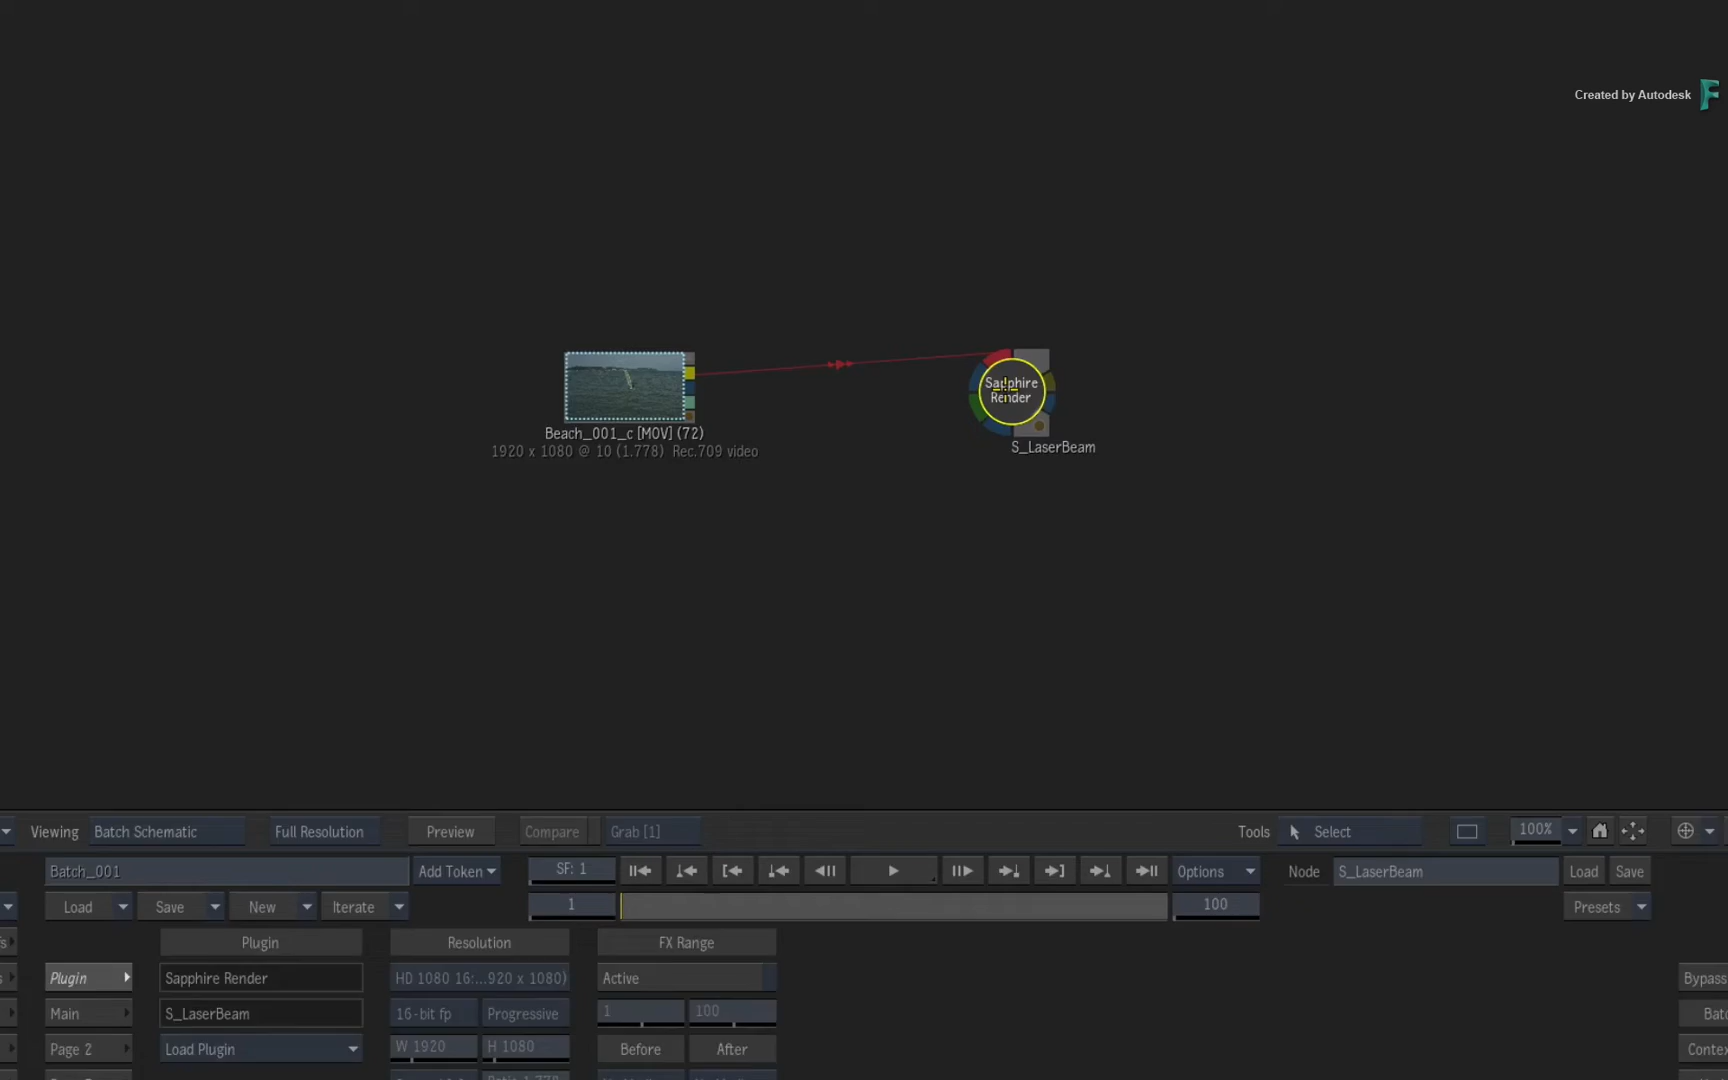 Created by Autodesk
Sapphire
Render
Beach_001_c [MOV] (72)
1920 x 1080 @ 10 (1.778) Rec.709 video
S_LaserBeam
Viewing Batch Schematic Full Resolution Preview Compare Grab [1] Tools Select 100%
Batch_001 Add Token SF: 1 Options Node S_LaserBeam Load Save
Load Save New Iterate 1 100 Presets
Plugin Resolution FX Range
Plugin Sapphire Render HD 1080 16:...920 x 1080) Active Bypass
Main S_LaserBeam 16-bit fp Progressive 1 100 Batc
Page 2 Load Plugin W 1920 H 1080 Before After Contex